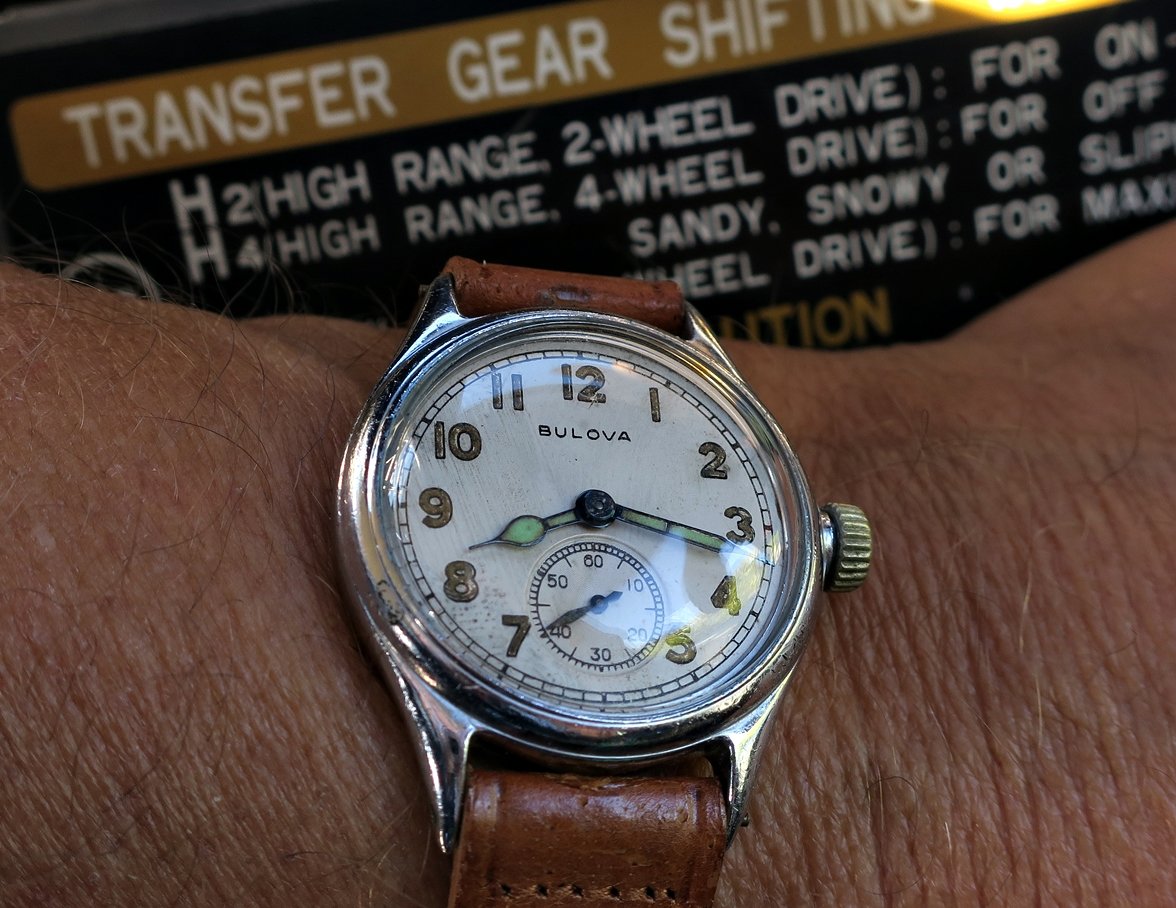 TRANSFER GEAR SHIFTING
H2(HIGH RANGE, 2-WHEEL DRIVE): FOR ON
H4(HIGH RANGE, 4-WHEEL DRIVE): FOR OFF
SANDY, SNOWY OR
WHEEL DRIVE): FOR
BULOVA
12
1
2
3
4
5
7
8
9
10
11
60
10
20
30
40
50